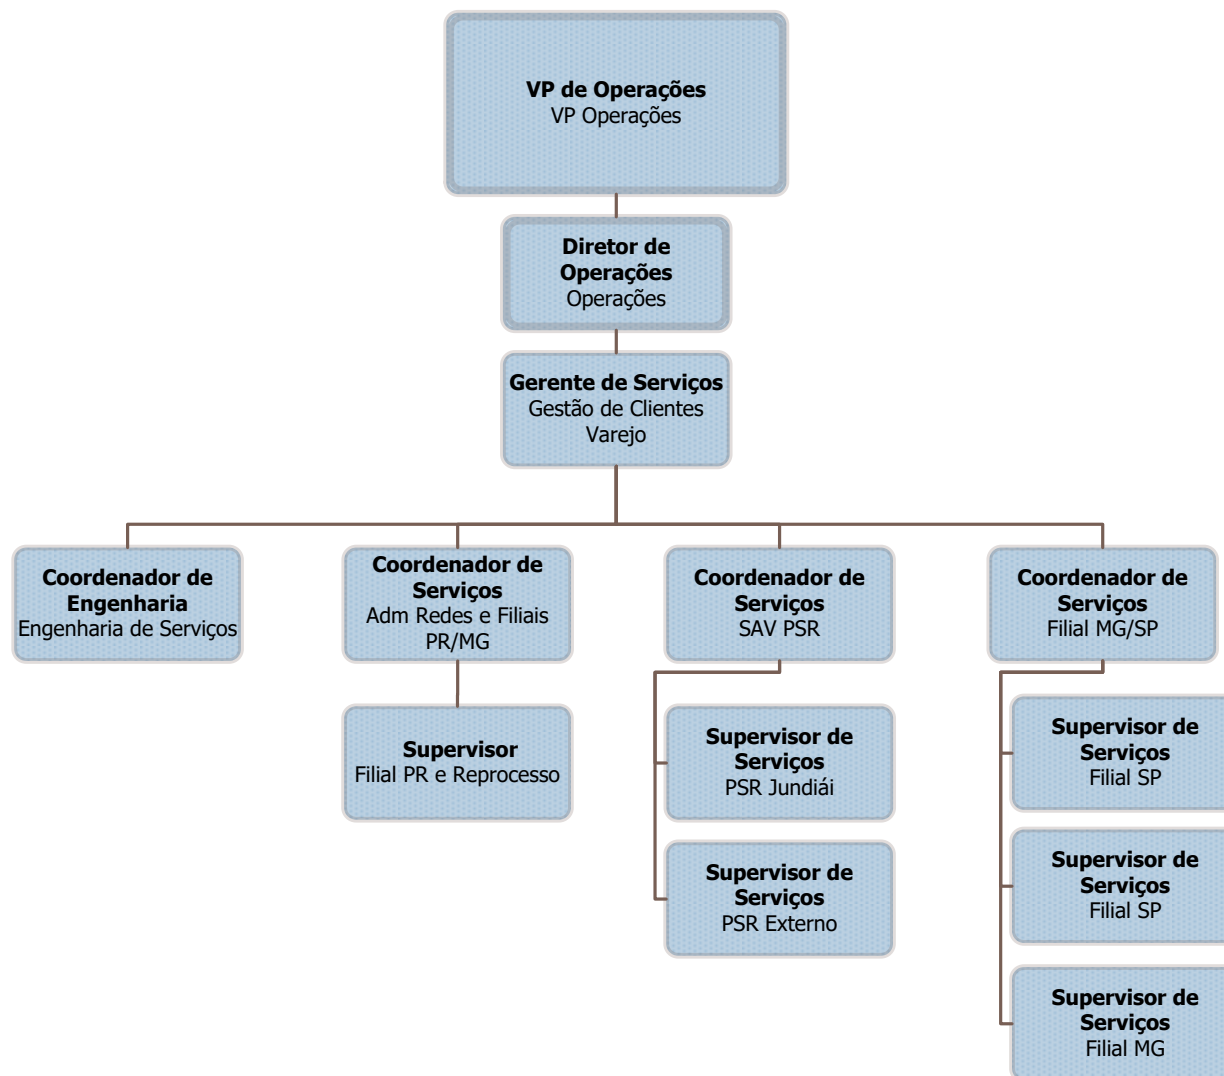 VP de Operações
VP Operações
Diretor de
Operações
Operações
Gerente de Serviços
Gestão de Clientes
Varejo
Coordenador de
Engenharia
Engenharia de Serviços
Coordenador de
Serviços
Adm Redes e Filiais
PR/MG
Coordenador de
Serviços
SAV PSR
Coordenador de
Serviços
Filial MG/SP
Supervisor
Filial PR e Reprocesso
Supervisor de
Serviços
PSR Jundiái
Supervisor de
Serviços
PSR Externo
Supervisor de
Serviços
Filial SP
Supervisor de
Serviços
Filial SP
Supervisor de
Serviços
Filial MG